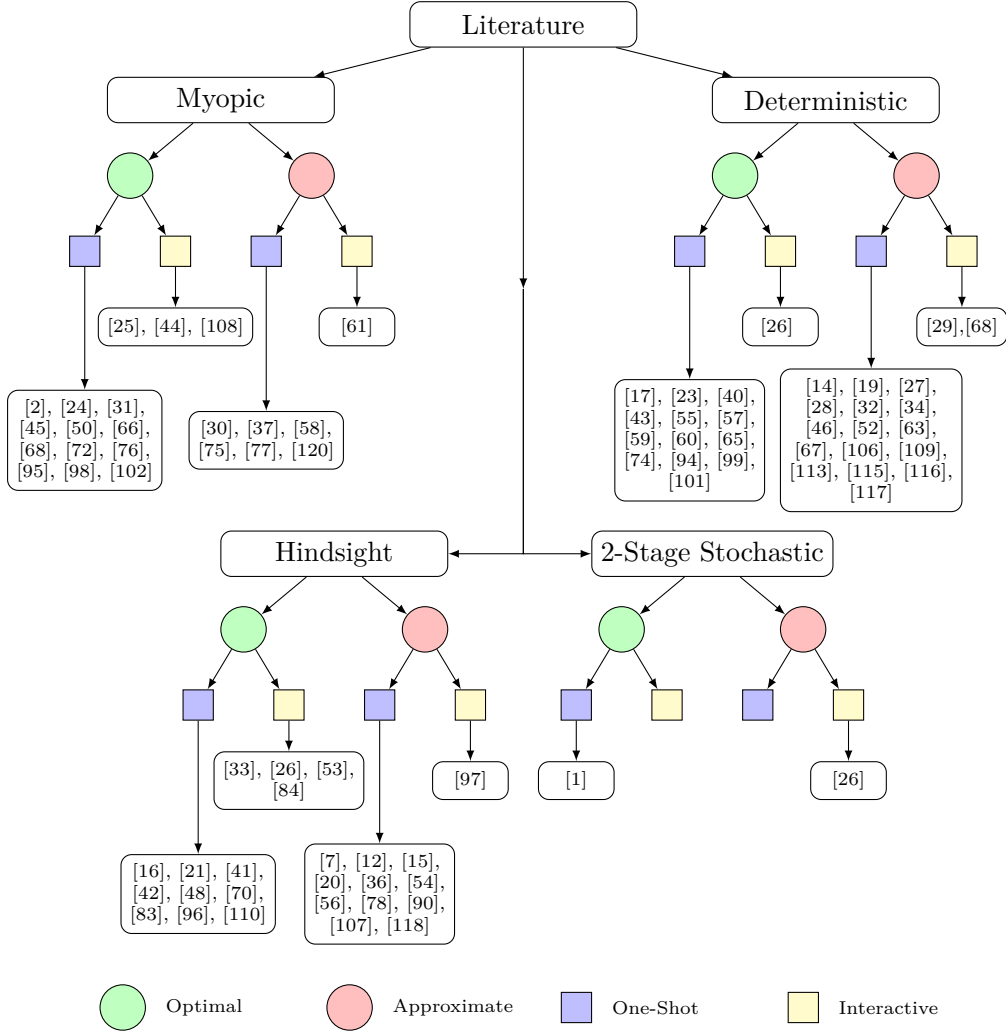 Literature
Myopic
Deterministic
[25], [44], [108]
[61]
[26]
[29],[68]
[2], [24], [31],
[45], [50], [66],
[68], [72], [76],
[95], [98], [102]
[30], [37], [58],
[75], [77], [120]
[17], [23], [40],
[43], [55], [57],
[59], [60], [65],
[74], [94], [99],
[101]
[14], [19], [27],
[28], [32], [34],
[46], [52], [63],
[67], [106], [109],
[113], [115], [116],
[117]
Hindsight
2-Stage Stochastic
[33], [26], [53],
[84]
[97]
[1]
[26]
[16], [21], [41],
[42], [48], [70],
[83], [96], [110]
[7], [12], [15],
[20], [36], [54],
[56], [78], [90],
[107], [118]
Optimal
Approximate
One-Shot
Interactive